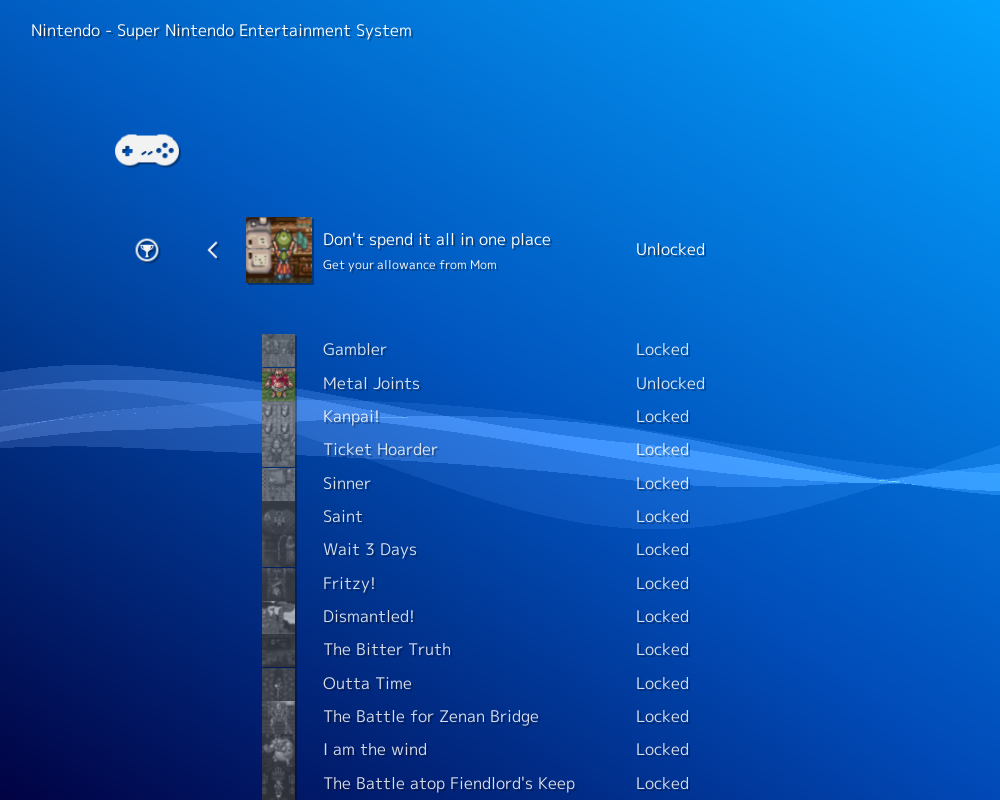 Nintendo - Super Nintendo Entertainment System
Don't spend it all in one place
Get your allowance from Mom
Unlocked
Gambler Locked
Metal Joints Unlocked
Kanpai! Locked
Ticket Hoarder Locked
Sinner Locked
Saint Locked
Wait 3 Days Locked
Fritzy! Locked
Dismantled! Locked
The Bitter Truth Locked
Outta Time Locked
The Battle for Zenan Bridge Locked
I am the wind Locked
The Battle atop Fiendlord's Keep Locked